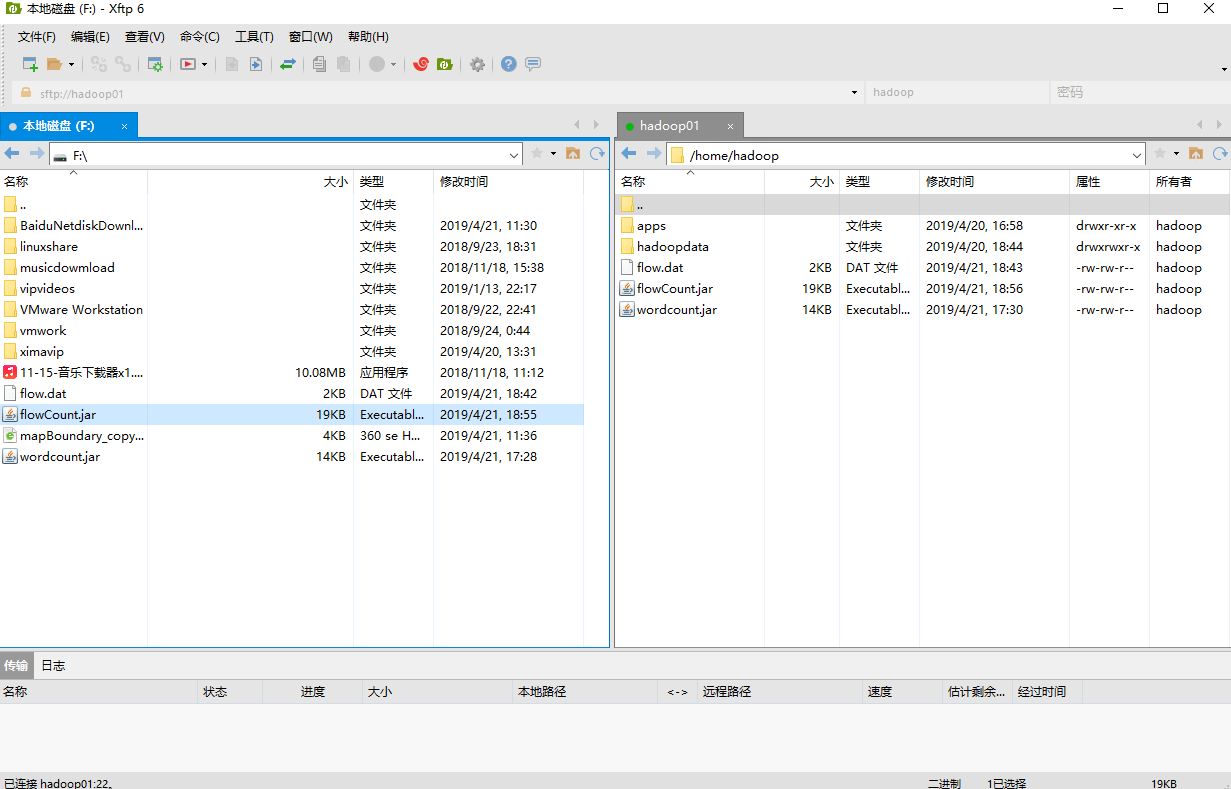 本地磁盘 (F:) - Xftp 6
文件(F) 编辑(E) 查看(V) 命令(C) 工具(T) 窗口(W) 帮助(H)
sftp://hadoop01 hadoop 密码
本地磁盘 (F:) × hadoop01 ×
F:\ /home/hadoop
名称 大小 类型 修改时间
.. 文件夹
BaiduNetdiskDownl... 文件夹 2019/4/21, 11:30
linuxshare 文件夹 2018/9/23, 18:31
musicdowmload 文件夹 2018/11/18, 15:38
vipvideos 文件夹 2019/1/13, 22:17
VMware Workstation 文件夹 2018/9/22, 22:41
vmwork 文件夹 2018/9/24, 0:44
ximavip 文件夹 2019/4/20, 13:31
11-15-音乐下载器x1.... 10.08MB 应用程序 2018/11/18, 11:12
flow.dat 2KB DAT 文件 2019/4/21, 18:42
flowCount.jar 19KB Executabl... 2019/4/21, 18:55
mapBoundary_copy... 4KB 360 se H... 2019/4/21, 11:36
wordcount.jar 14KB Executabl... 2019/4/21, 17:28
名称 大小 类型 修改时间 属性 所有者
..
apps 文件夹 2019/4/20, 16:58 drwxr-xr-x hadoop
hadoopdata 文件夹 2019/4/20, 18:44 drwxrwxr-x hadoop
flow.dat 2KB DAT 文件 2019/4/21, 18:43 -rw-rw-r-- hadoop
flowCount.jar 19KB Executabl... 2019/4/21, 18:56 -rw-rw-r-- hadoop
wordcount.jar 14KB Executabl... 2019/4/21, 17:30 -rw-rw-r-- hadoop
传输 日志
名称 状态 进度 大小 本地路径 <-> 远程路径 速度 估计剩余... 经过时间
已连接 hadoop01:22。 二进制 1已选择 19KB